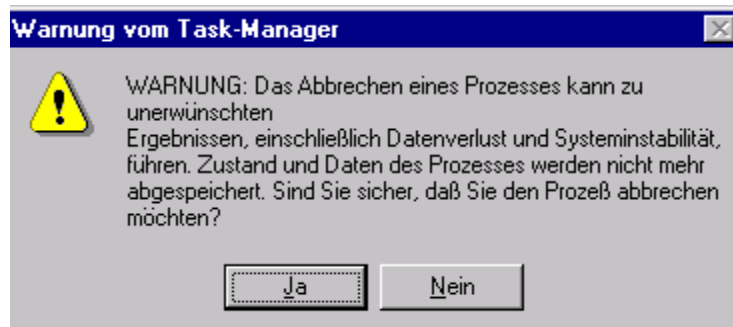 Warnung vom Task-Manager
WARNUNG: Das Abbrechen eines Prozesses kann zu
unerwünschten
Ergebnissen, einschließlich Datenverlust und Systeminstabilität,
führen. Zustand und Daten des Prozesses werden nicht mehr
abgespeichert. Sind Sie sicher, daß Sie den Prozeß abbrechen
möchten?
Ja Nein